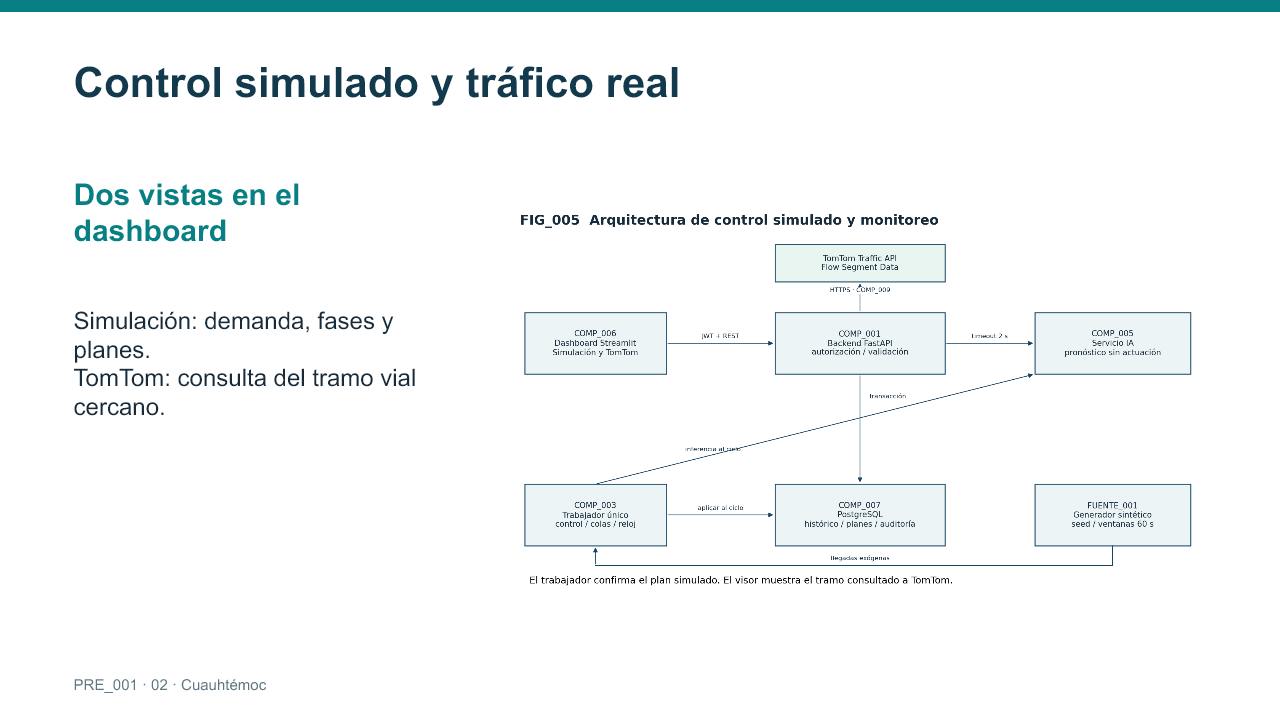 Control simulado y tráfico real
Dos vistas en el
dashboard
Simulación: demanda, fases y
planes.
TomTom: consulta del tramo vial
cercano.
FIG_005  Arquitectura de control simulado y monitoreo
TomTom Traffic API
Flow Segment Data
HTTPS · COMP_009
COMP_006
Dashboard Streamlit
Simulación y TomTom
JWT + REST
COMP_001
Backend FastAPI
autorización / validación
timeout 2 s
COMP_005
Servicio IA
pronóstico sin actuación
transacción
inferencia al ciclo
COMP_003
Trabajador único
control / colas / reloj
aplicar al ciclo
COMP_007
PostgreSQL
histórico / planes / auditoría
FUENTE_001
Generador sintético
seed / ventanas 60 s
llegadas exógenas
El trabajador confirma el plan simulado. El visor muestra el tramo consultado a TomTom.
PRE_001 · 02 · Cuauhtémoc